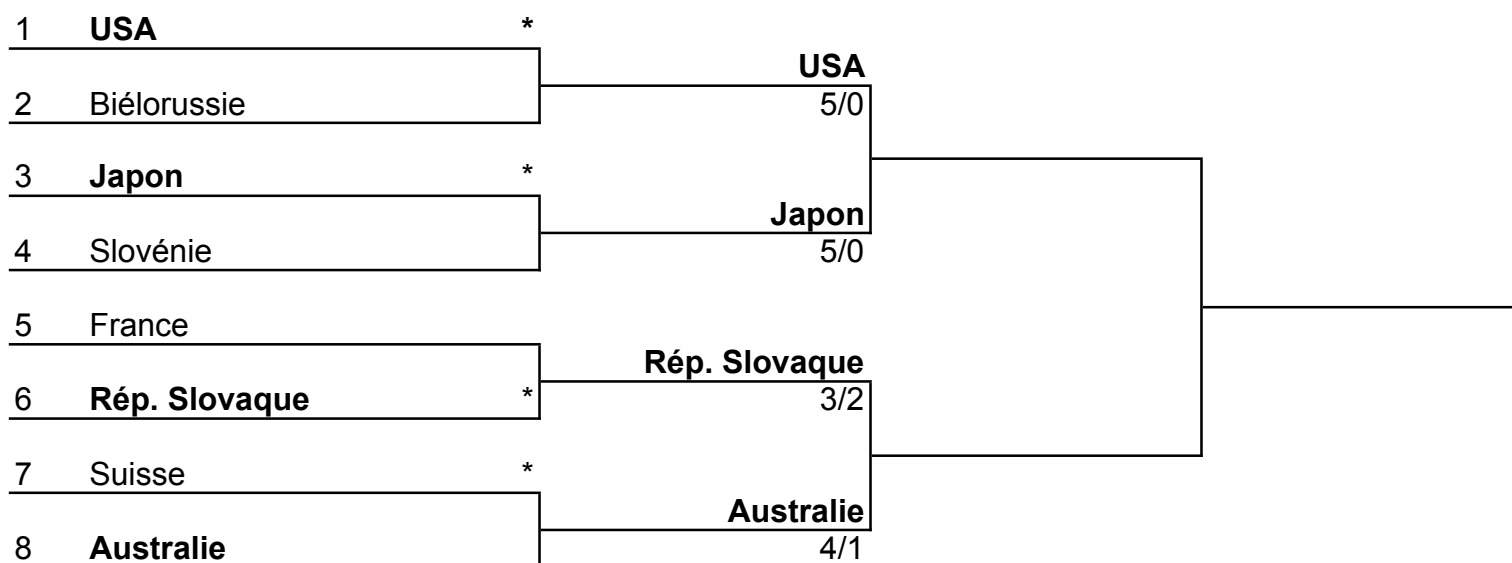 1 USA *
USA
2 Biélorussie 5/0
3 Japon *
Japon
4 Slovénie 5/0
5 France
Rép. Slovaque
6 Rép. Slovaque * 3/2
7 Suisse *
Australie
8 Australie 4/1